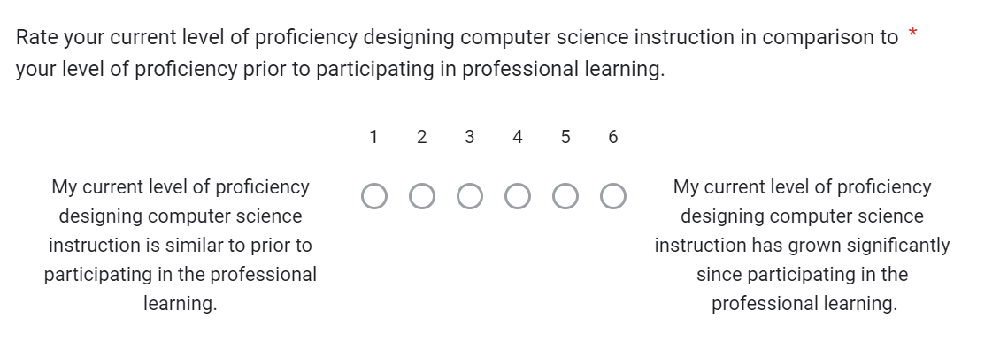 Rate your current level of proficiency designing computer science instruction in comparison to *
your level of proficiency prior to participating in professional learning.
1 2 3 4 5 6
My current level of proficiency
designing computer science
instruction is similar to prior to
participating in the professional
learning.
My current level of proficiency
designing computer science
instruction has grown significantly
since participating in the
professional learning.